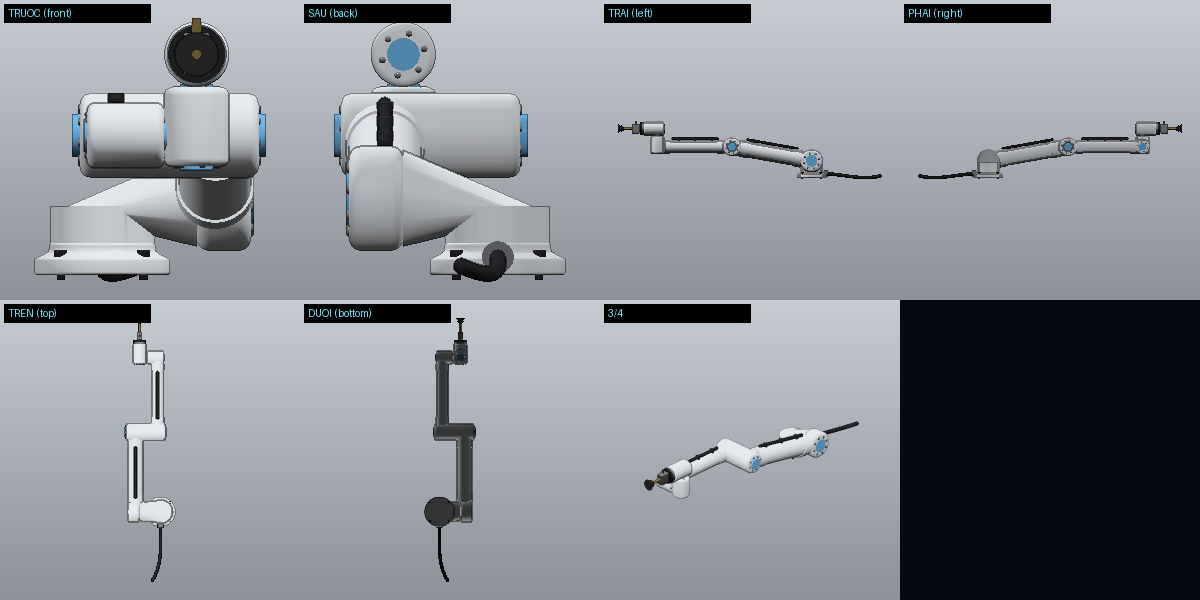 TRUOC (front)
SAU (back)
TRAI (left)
PHAI (right)
TREN (top)
DUOI (bottom)
3/4